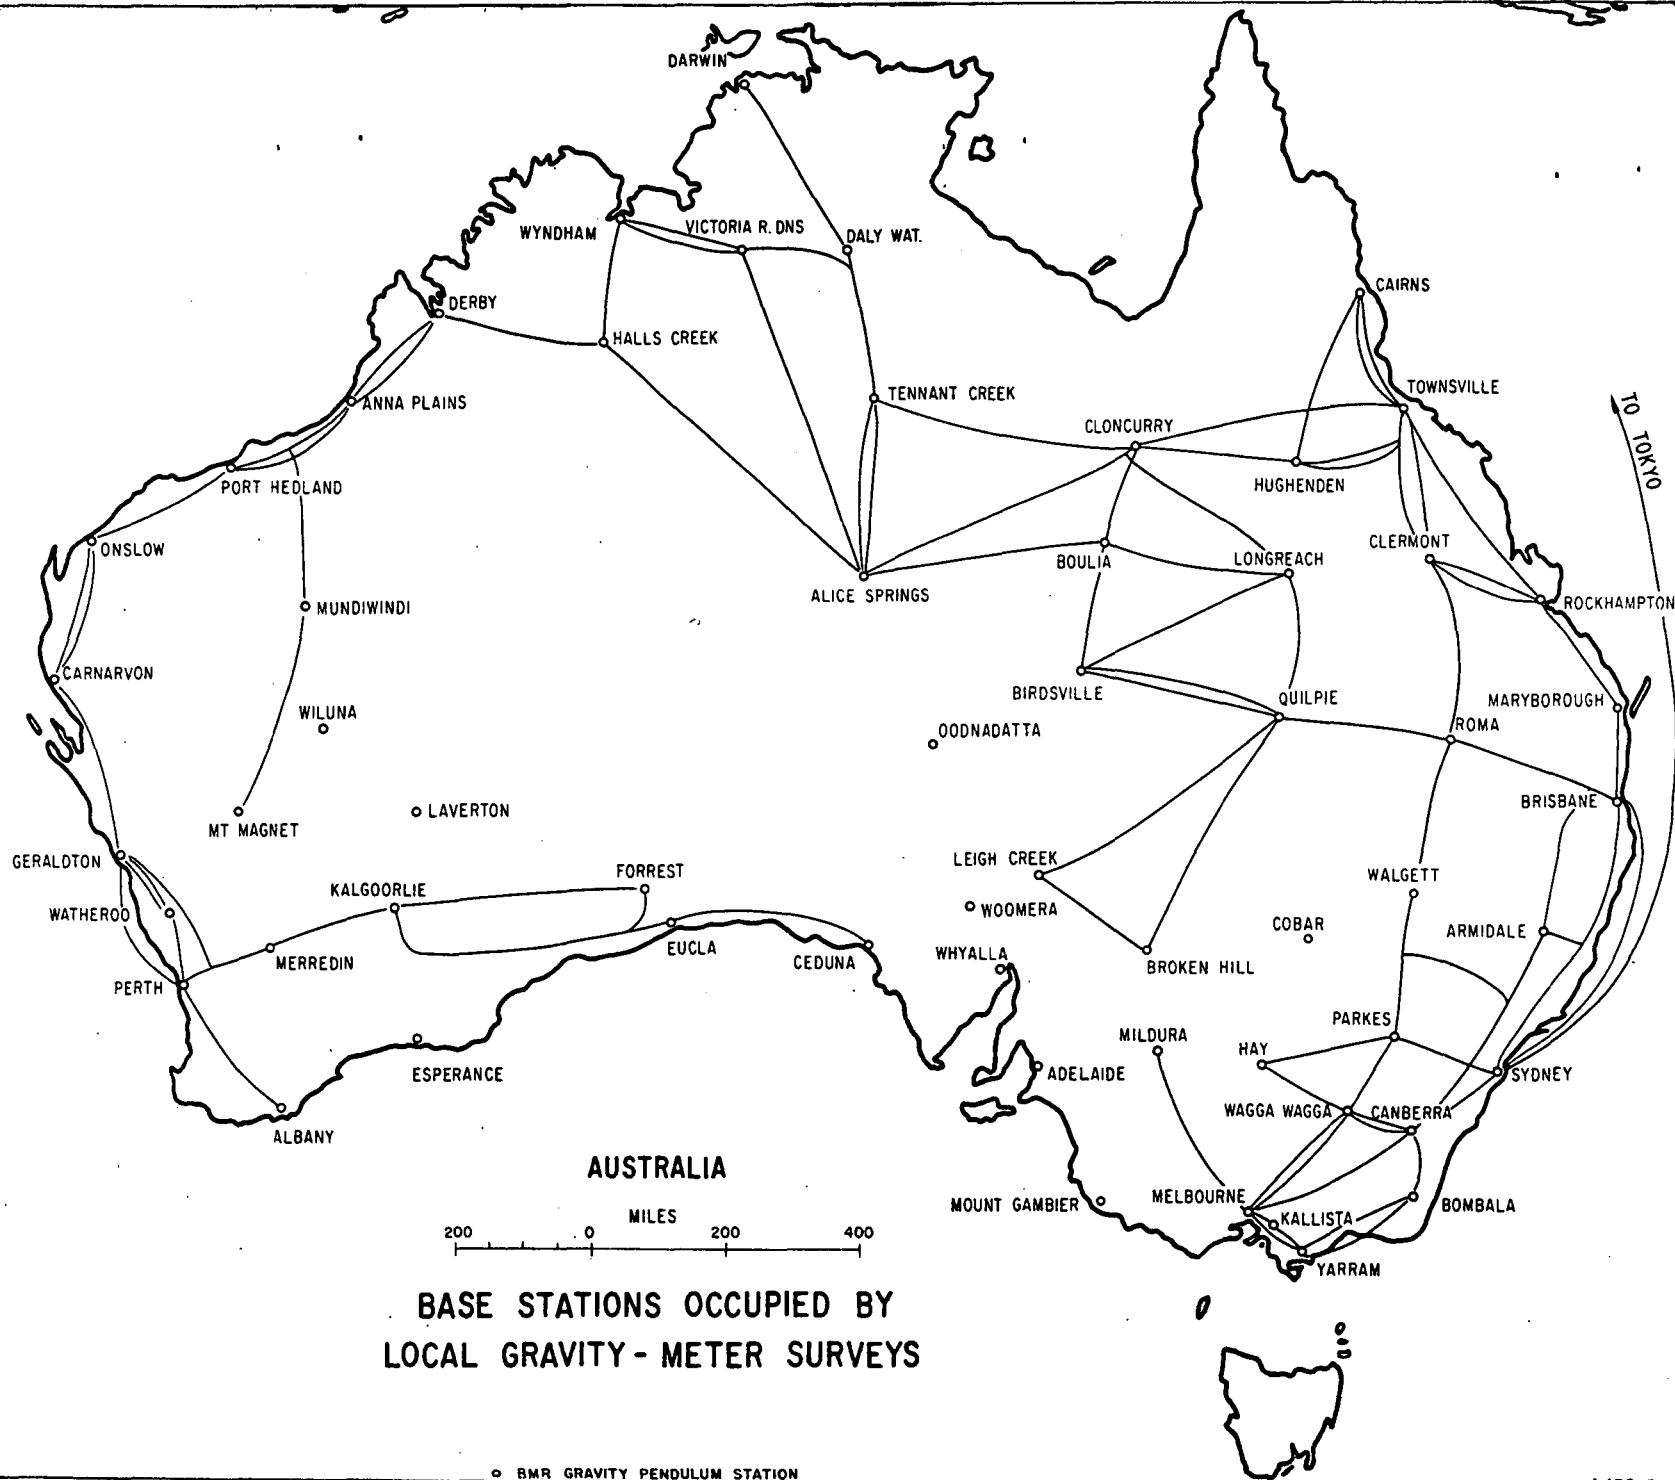 DARWIN
WYNDHAM
VICTORIA R. DNS
DALY WAT.
CAIRNS
DERBY
HALLS CREEK
TENNANT CREEK
TOWNSVILLE
ANNA PLAINS
TO TOKYO
CLONCURRY
PORT HEDLAND
HUGHENDEN
ONSLOW
CLERMONT
BOULIA
LONGREACH
ALICE SPRINGS
MUNDIWINDI
ROCKHAMPTON
CARNARVON
BIRDSVILLE
QUILPIE
MARYBOROUGH
WILUNA
OODNADATTA
ROMA
LAVERTON
BRISBANE
MT MAGNET
GERALDTON
LEIGH CREEK
FORREST
KALGOORLIE
WALGETT
WATHEROO
WOOMERA
COBAR
ARMIDALE
EUCLA
WHYALLA
MERREDIN
CEDUNA
BROKEN HILL
PERTH
PARKES
MILDURA
HAY
ESPERANCE
ADELAIDE
SYDNEY
WAGGA WAGGA
CANBERRA
ALBANY
AUSTRALIA
MOUNT GAMBIER
MELBOURNE
BOMBALA
MILES
KALLISTA
200 0 200 400
YARRAM
BASE STATIONS OCCUPIED BY
LOCAL GRAVITY - METER SURVEYS
BMR GRAVITY PENDULUM STATION